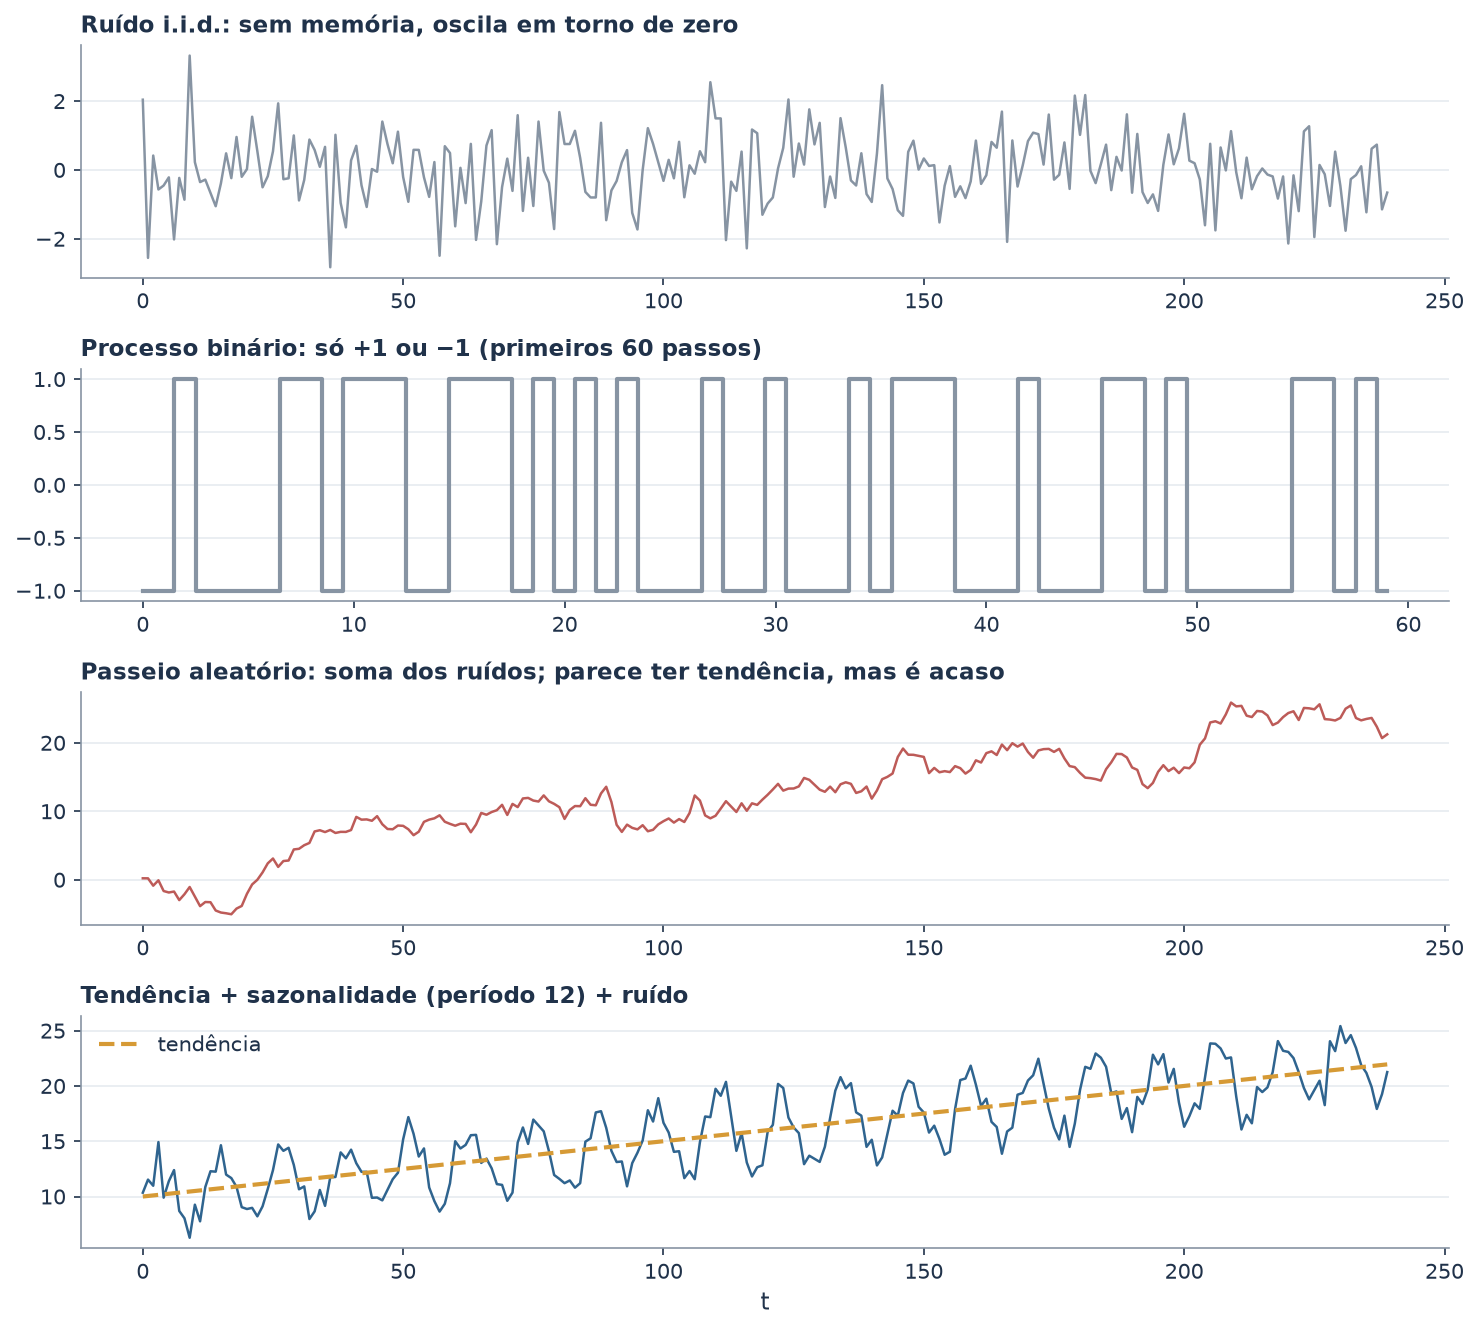 Ruído i.i.d.: sem memória, oscila em torno de zero
2
0
−2
0 50 100 150 200 250
Processo binário: só +1 ou −1 (primeiros 60 passos)
1.0
0.5
0.0
−0.5
−1.0
0 10 20 30 40 50 60
Passeio aleatório: soma dos ruídos; parece ter tendência, mas é acaso
20
10
0
0 50 100 150 200 250
Tendência + sazonalidade (período 12) + ruído
25
tendência
20
15
10
0 50 100 150 200 250
t